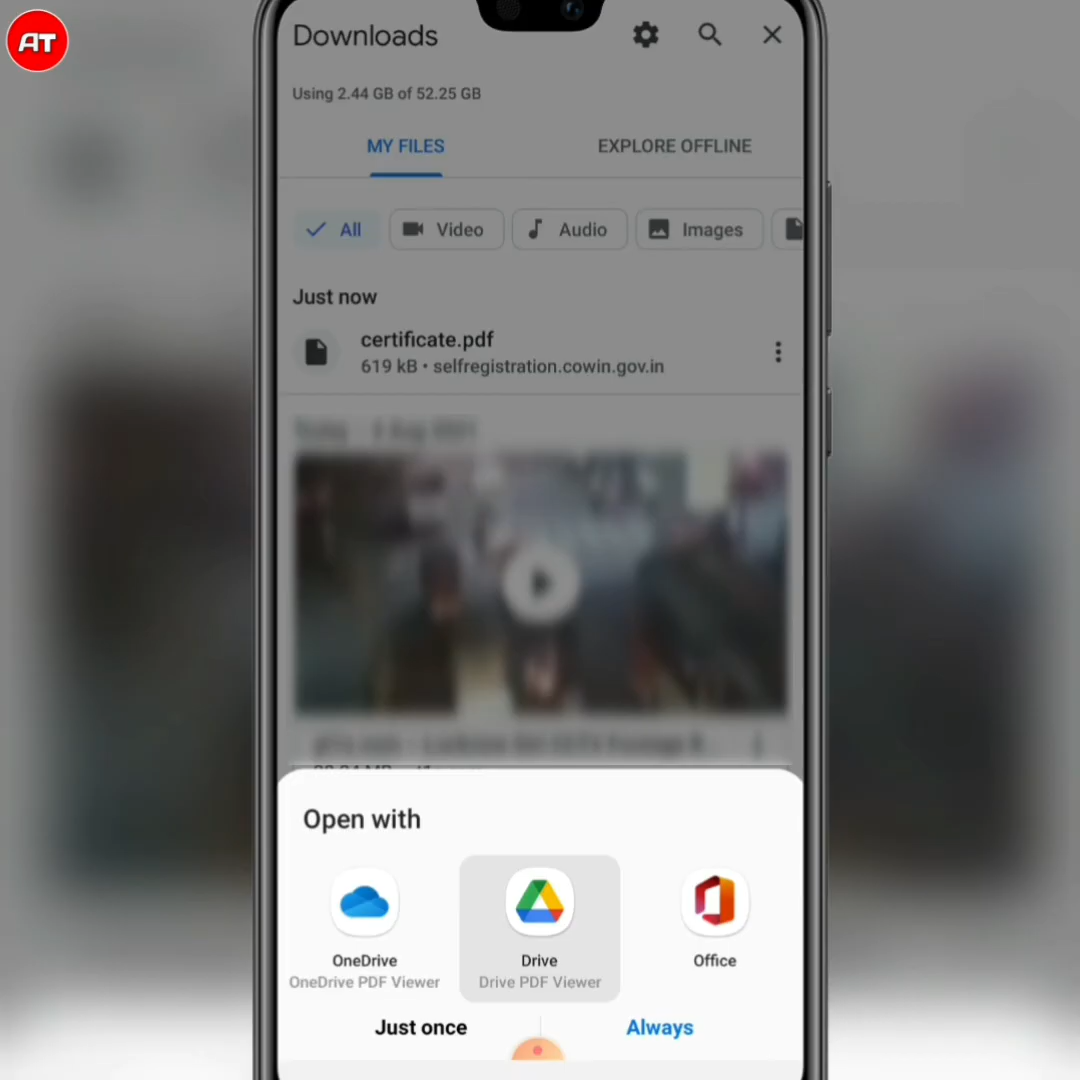 AT
Downloads
Using 2.44 GB of 52.25 GB
MY FILES EXPLORE OFFLINE
All Video Audio Images
Just now
certificate.pdf
619 kB • selfregistration.cowin.gov.in
Open with
OneDrive Drive Office
OneDrive PDF Viewer Drive PDF Viewer
Just once Always